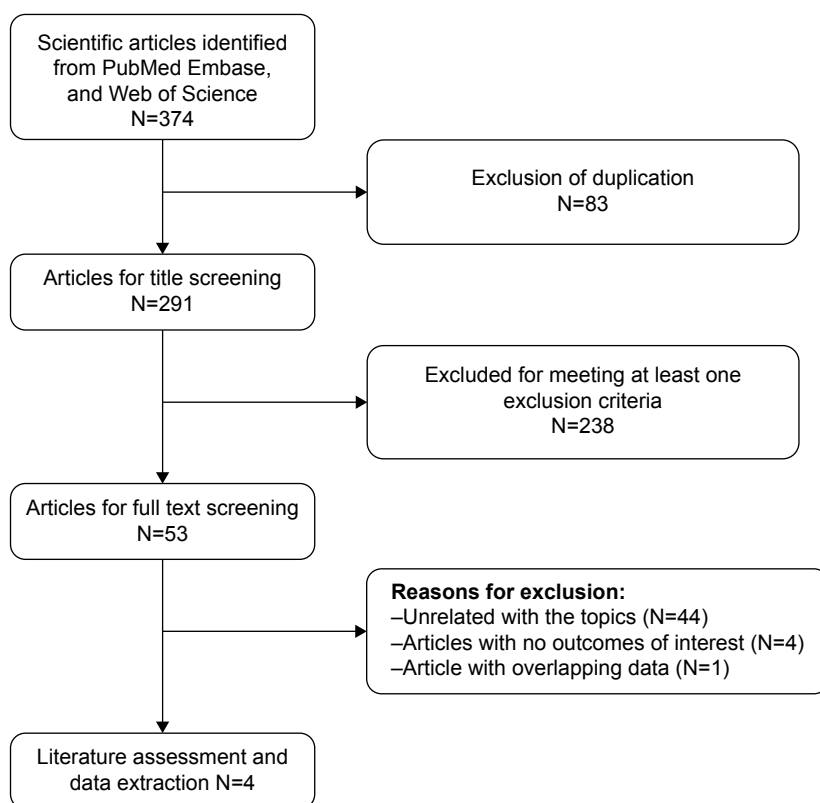 Scientific articles identified
from PubMed Embase,
and Web of Science
N=374
Exclusion of duplication
N=83
Articles for title screening
N=291
Excluded for meeting at least one
exclusion criteria
N=238
Articles for full text screening
N=53
Reasons for exclusion:
–Unrelated with the topics (N=44)
–Articles with no outcomes of interest (N=4)
–Article with overlapping data (N=1)
Literature assessment and
data extraction N=4